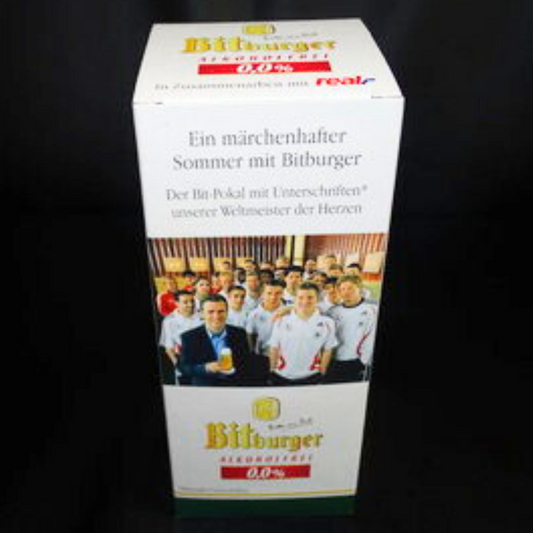 Bitburger
ALKOHOLFREI
0,0%
In Zusammenarbeit mit real,-
Ein märchenhafter
Sommer mit Bitburger
Der Bit-Pokal mit Unterschriften*
unserer Weltmeister der Herzen
Bitburger
ALKOHOLFREI
0,0%